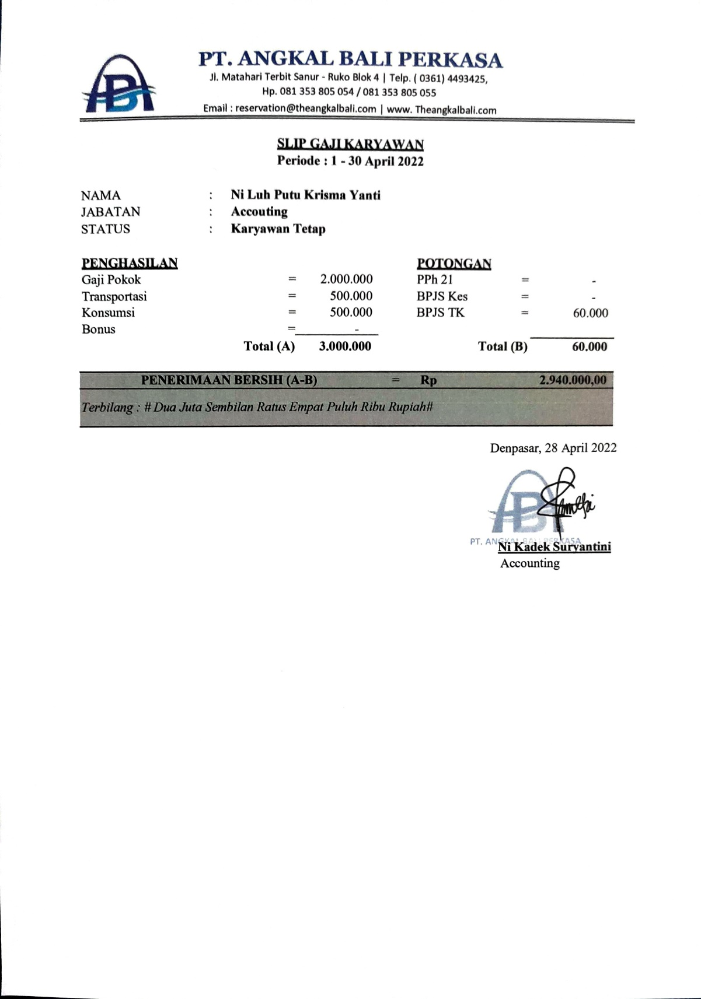 ABP
PT. ANGKAL BALI PERKASA
Jl. Matahari Terbit Sanur - Ruko Blok 4 | Telp. ( 0361) 4493425,
Hp. 081 353 805 054 / 081 353 805 055
Email : reservation@theangkalbali.com | www. Theangkalbali.com
SLIP GAJI KARYAWAN
Periode : 1 - 30 April 2022
NAMA : Ni Luh Putu Krisma Yanti
JABATAN : Accouting
STATUS : Karyawan Tetap
PENGHASILAN POTONGAN
Gaji Pokok = 2.000.000 PPh 21 = -
Transportasi = 500.000 BPJS Kes = -
Konsumsi = 500.000 BPJS TK = 60.000
Bonus = -
Total (A) 3.000.000 Total (B) 60.000
PENERIMAAN BERSIH (A-B) = Rp 2.940.000,00
Terbilang : # Dua Juta Sembilan Ratus Empat Puluh Ribu Rupiah#
Denpasar, 28 April 2022
PT. ANGKAL BALI PERKASA
Ni Kadek Suryantini
Accounting